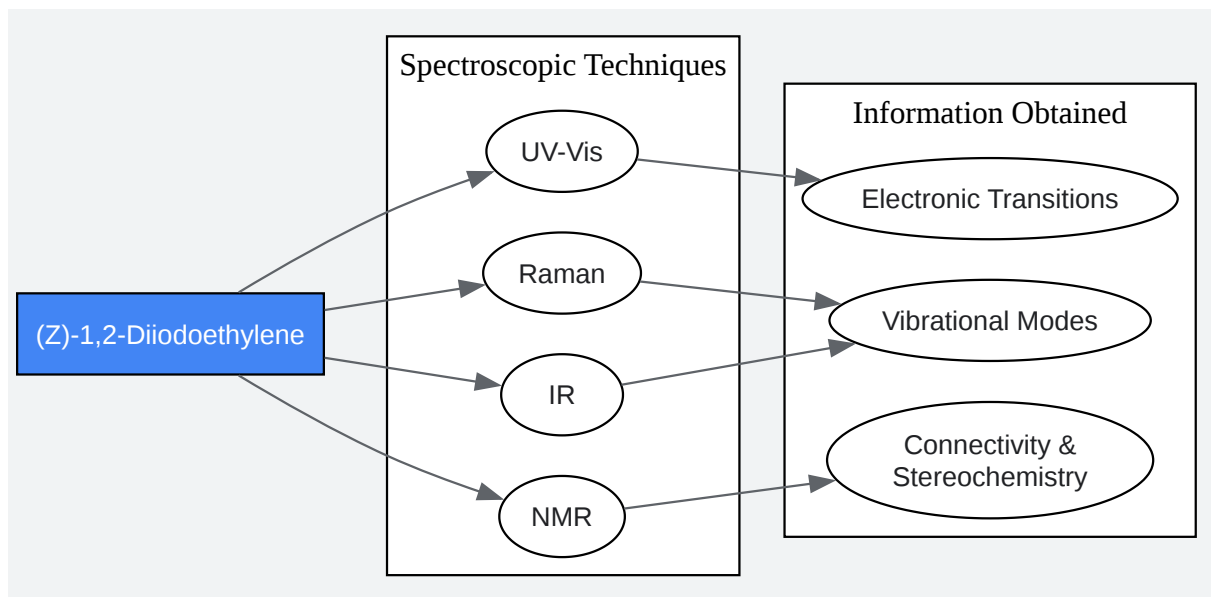 (Z)-1,2-Diiodoethylene
Spectroscopic Techniques
UV-Vis
Raman
IR
NMR
Information Obtained
Electronic Transitions
Vibrational Modes
Connectivity &
Stereochemistry